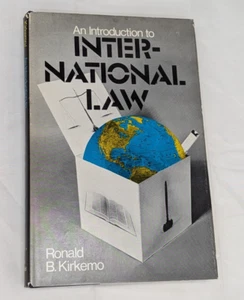 An Introduction to
INTER-
NATIONAL
LAW
Ronald
B. Kirkemo